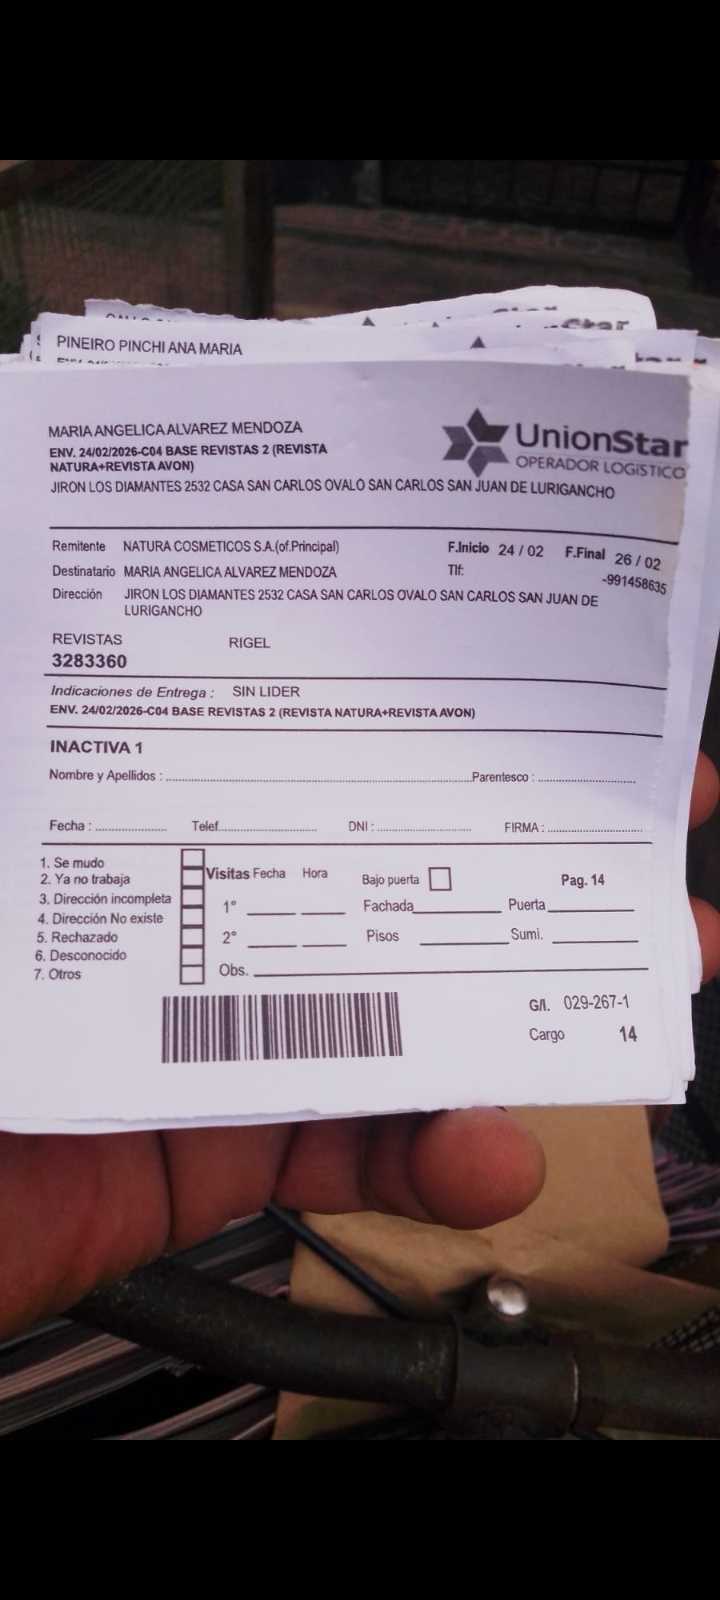 PINEIRO PINCHI ANA MARIA
Star
MARIA ANGELICA ALVAREZ MENDOZA
UnionStar
OPERADOR LOGíSTICO
ENV. 24/02/2026-C04 BASE REVISTAS 2 (REVISTA
NATURA+REVISTA AVON)
JIRON LOS DIAMANTES 2532 CASA SAN CARLOS OVALO SAN CARLOS SAN JUAN DE LURIGANCHO
Remitente NATURA COSMETICOS S.A.(of.Principal) F.Inicio 24 / 02 F.Final 26 / 02
Destinatario MARIA ANGELICA ALVAREZ MENDOZA Tlf: -991458635
Dirección JIRON LOS DIAMANTES 2532 CASA SAN CARLOS OVALO SAN CARLOS SAN JUAN DE
LURIGANCHO
REVISTAS RIGEL
3283360
Indicaciones de Entrega : SIN LIDER
ENV. 24/02/2026-C04 BASE REVISTAS 2 (REVISTA NATURA+REVISTA AVON)
INACTIVA 1
Nombre y Apellidos : Parentesco :
Fecha : Telef. DNI : FIRMA :
1. Se mudo
2. Ya no trabaja
3. Dirección incompleta
4. Dirección No existe
5. Rechazado
6. Desconocido
7. Otros
Visitas Fecha Hora Bajo puerta Pag. 14
1° Fachada Puerta
2° Pisos Sumi.
Obs.
G/I. 029-267-1
Cargo 14